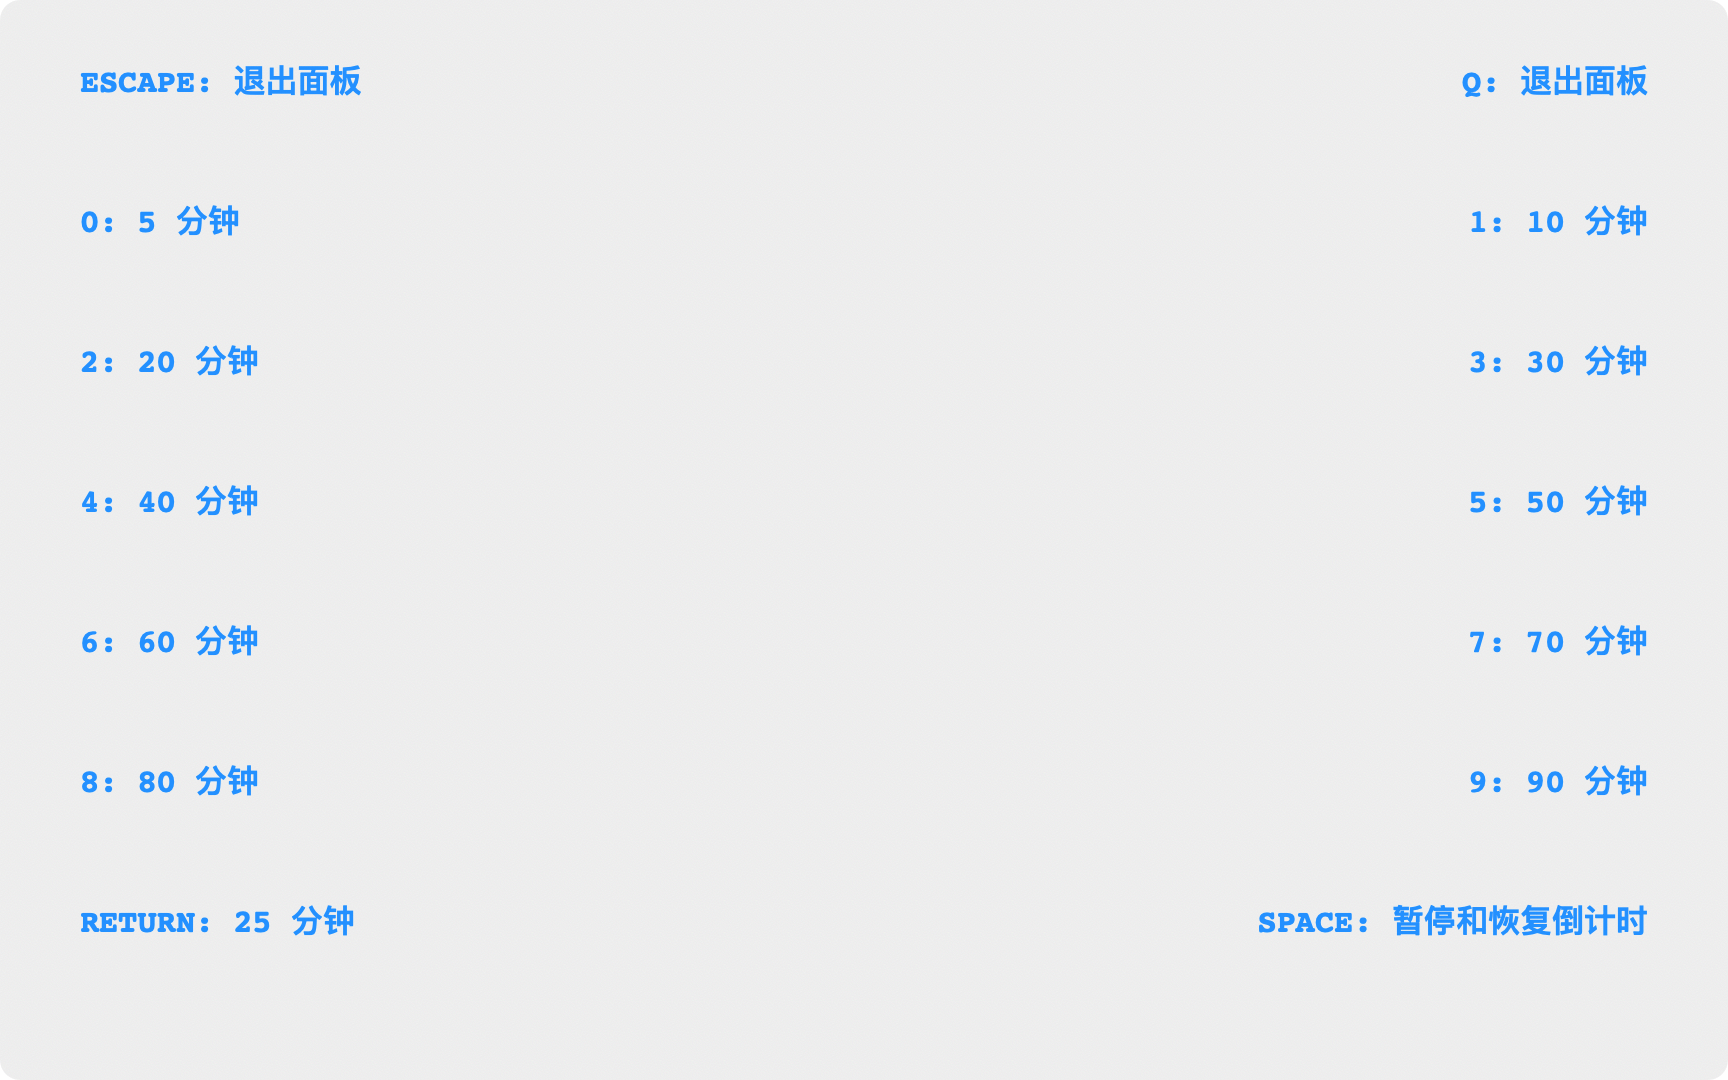 ESCAPE: 退出面板
Q: 退出面板
0: 5 分钟
1: 10 分钟
2: 20 分钟
3: 30 分钟
4: 40 分钟
5: 50 分钟
6: 60 分钟
7: 70 分钟
8: 80 分钟
9: 90 分钟
RETURN: 25 分钟
SPACE: 暂停和恢复倒计时